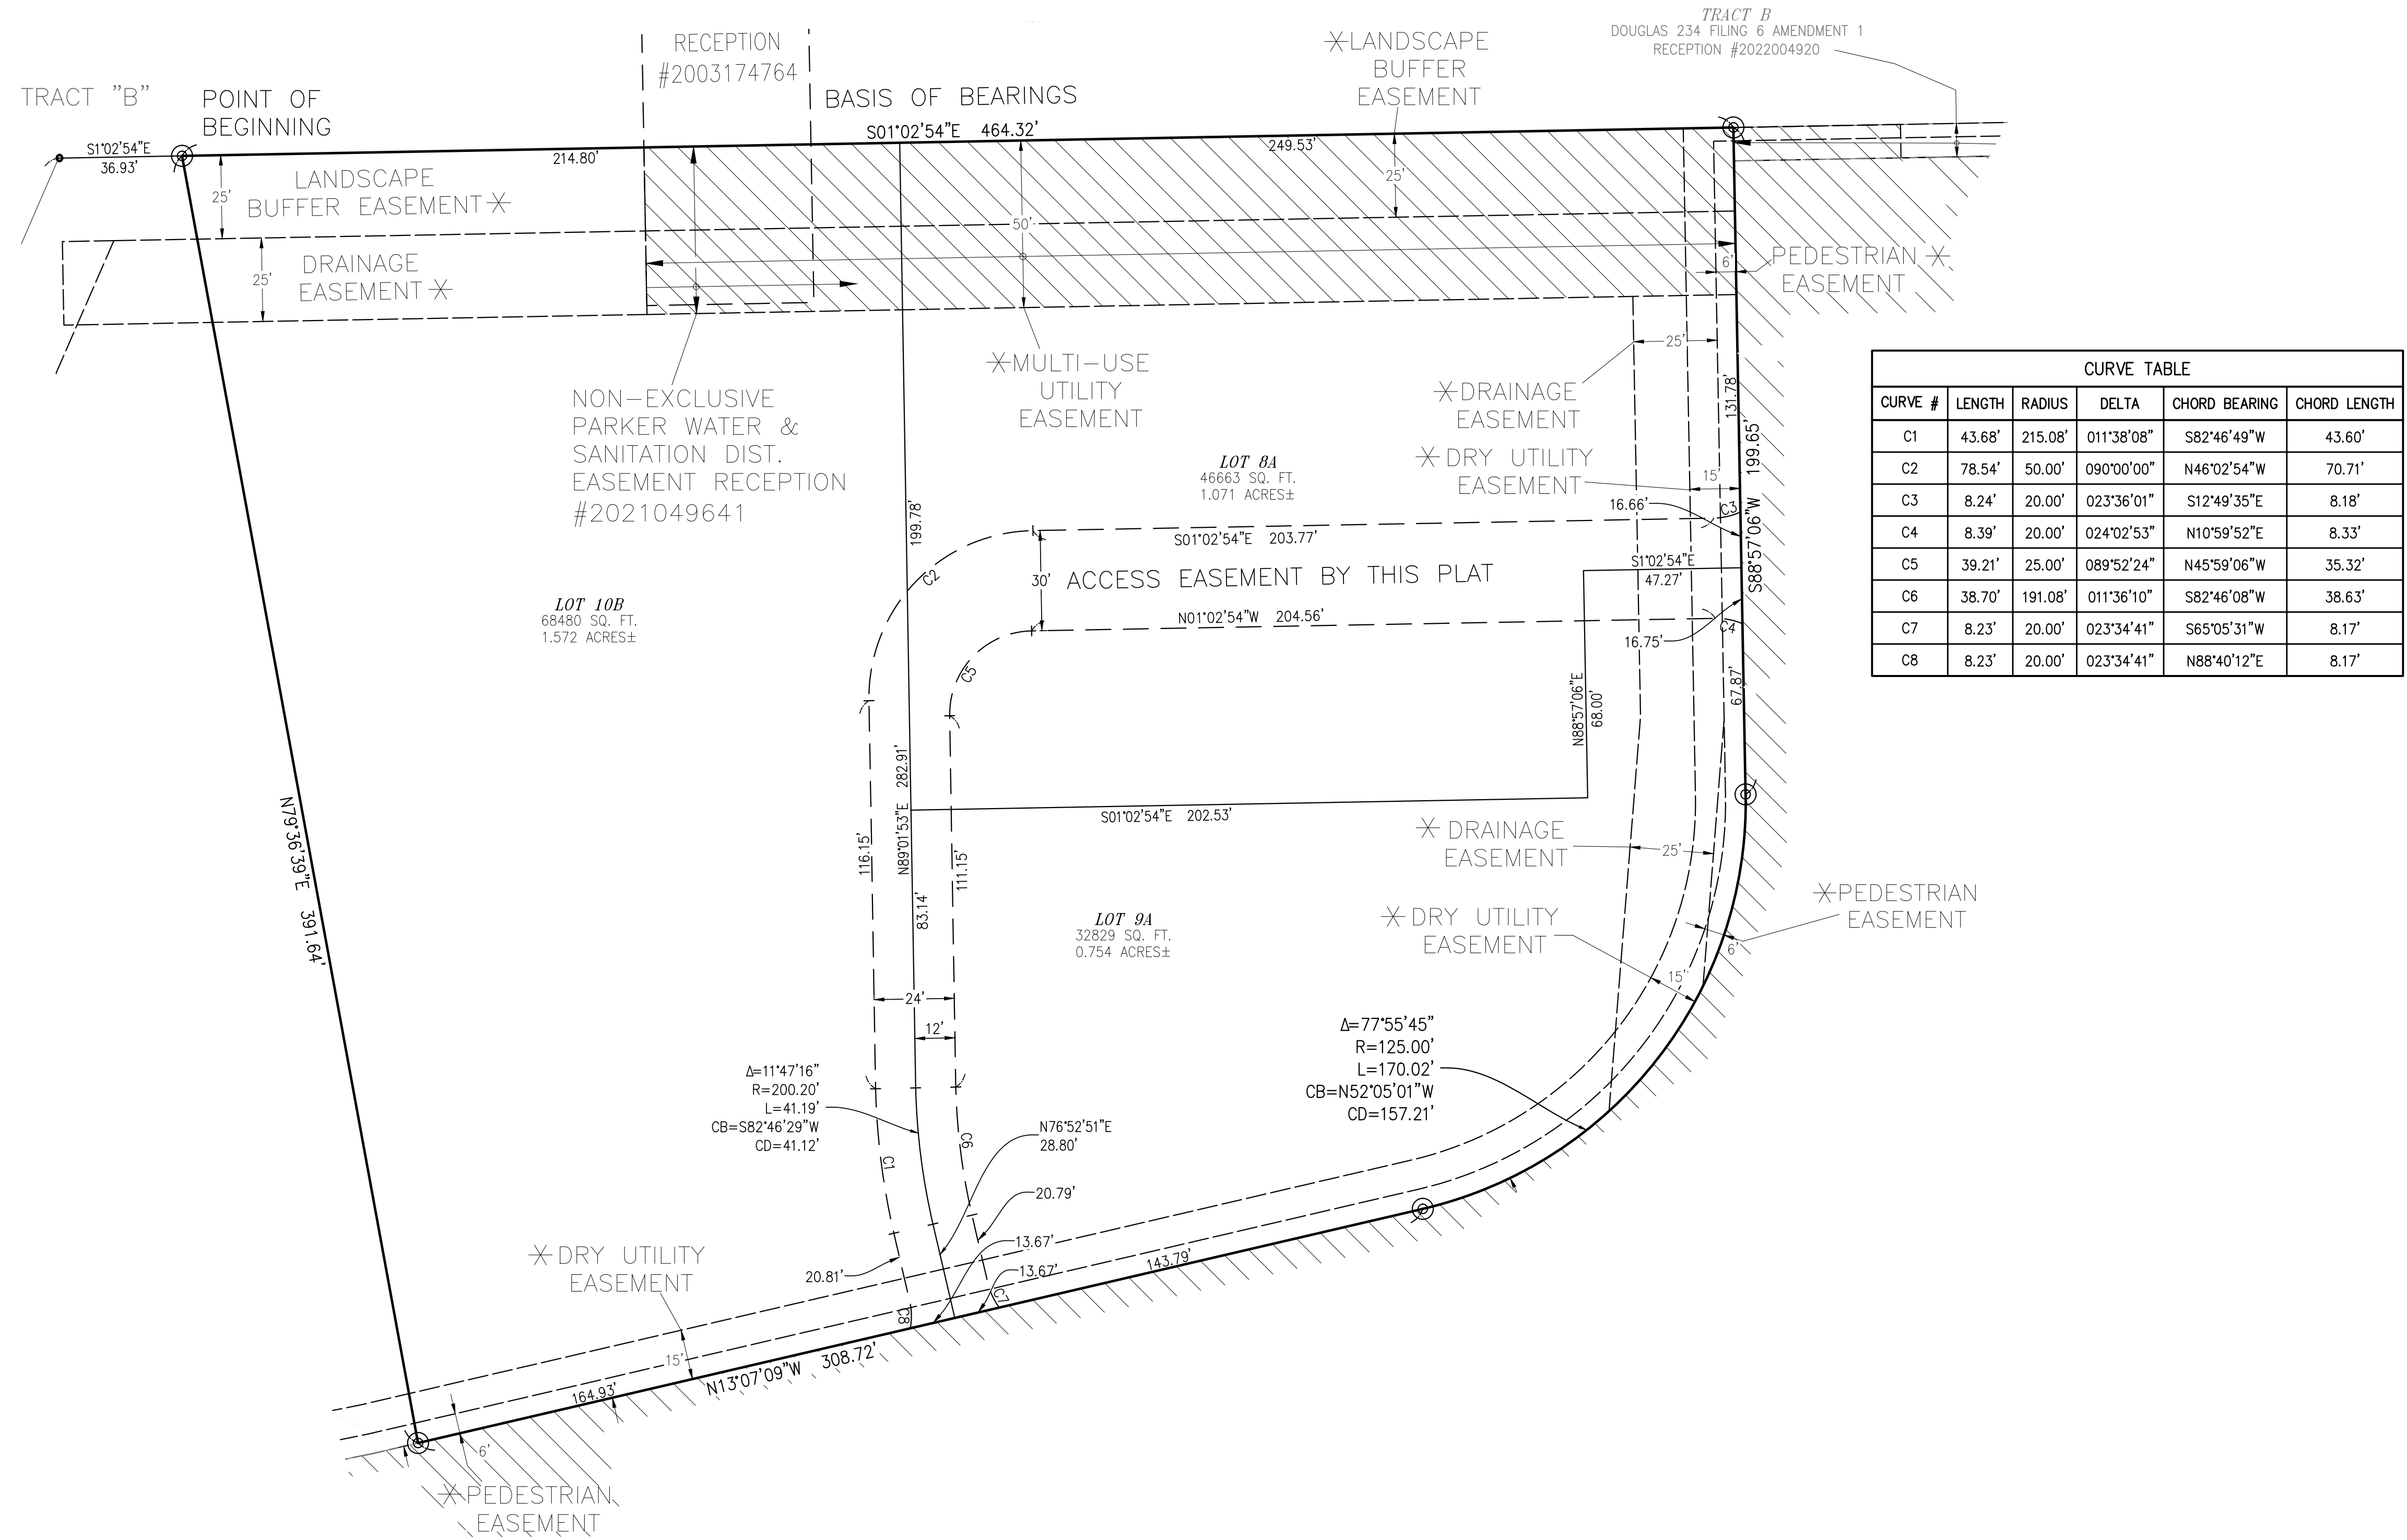 TRACT B
DOUGLAS 234 FILING 6 AMENDMENT 1
RECEPTION #2022004920
RECEPTION
#2003174764
✳LANDSCAPE
BUFFER
EASEMENT
TRACT "B"
POINT OF
BEGINNING
BASIS OF BEARINGS
S01°02'54"E 464.32'
S1°02'54"E
36.93'
214.80'
249.53'
25'
LANDSCAPE
BUFFER EASEMENT✳
25'
50'
25'
DRAINAGE
EASEMENT✳
6'
PEDESTRIAN✳
EASEMENT
NON-EXCLUSIVE
PARKER WATER &
SANITATION DIST.
EASEMENT RECEPTION
#2021049641
✳MULTI-USE
UTILITY
EASEMENT
25'
✳DRAINAGE
EASEMENT
✳DRY UTILITY
EASEMENT
131.78'
S88°57'06"W 199.65'
15'
LOT 8A
46663 SQ. FT.
1.071 ACRES±
16.66'
C3
199.78'
S01°02'54"E 203.77'
C2
30'
ACCESS EASEMENT BY THIS PLAT
S1°02'54"E
47.27'
N01°02'54"W 204.56'
16.75'
C4
C5
N88°57'06"E
68.00'
67.87'
LOT 10B
68480 SQ. FT.
1.572 ACRES±
CURVE TABLE
CURVE # LENGTH RADIUS DELTA CHORD BEARING CHORD LENGTH
C1 43.68' 215.08' 011°38'08" S82°46'49"W 43.60'
C2 78.54' 50.00' 090°00'00" N46°02'54"W 70.71'
C3 8.24' 20.00' 023°36'01" S12°49'35"E 8.18'
C4 8.39' 20.00' 024°02'53" N10°59'52"E 8.33'
C5 39.21' 25.00' 089°52'24" N45°59'06"W 35.32'
C6 38.70' 191.08' 011°36'10" S82°46'08"W 38.63'
C7 8.23' 20.00' 023°34'41" S65°05'31"W 8.17'
C8 8.23' 20.00' 023°34'41" N88°40'12"E 8.17'
N79°36'39"E 391.64'
N89°01'53"E 282.91'
S01°02'54"E 202.53'
116.15'
111.15'
83.14'
✳DRAINAGE
EASEMENT
25'
✳PEDESTRIAN
EASEMENT
LOT 9A
32829 SQ. FT.
0.754 ACRES±
✳DRY UTILITY
EASEMENT
6'
15'
24'
12'
Δ=77°55'45"
R=125.00'
L=170.02'
CB=N52°05'01"W
CD=157.21'
Δ=11°47'16"
R=200.20'
L=41.19'
CB=S82°46'29"W
CD=41.12'
N76°52'51"E
28.80'
C1
C6
20.79'
✳DRY UTILITY
EASEMENT
13.67'
20.81'
13.67'
143.79'
C8
C7
15'
N13°07'09"W 308.72'
164.93'
6'
✳PEDESTRIAN
EASEMENT